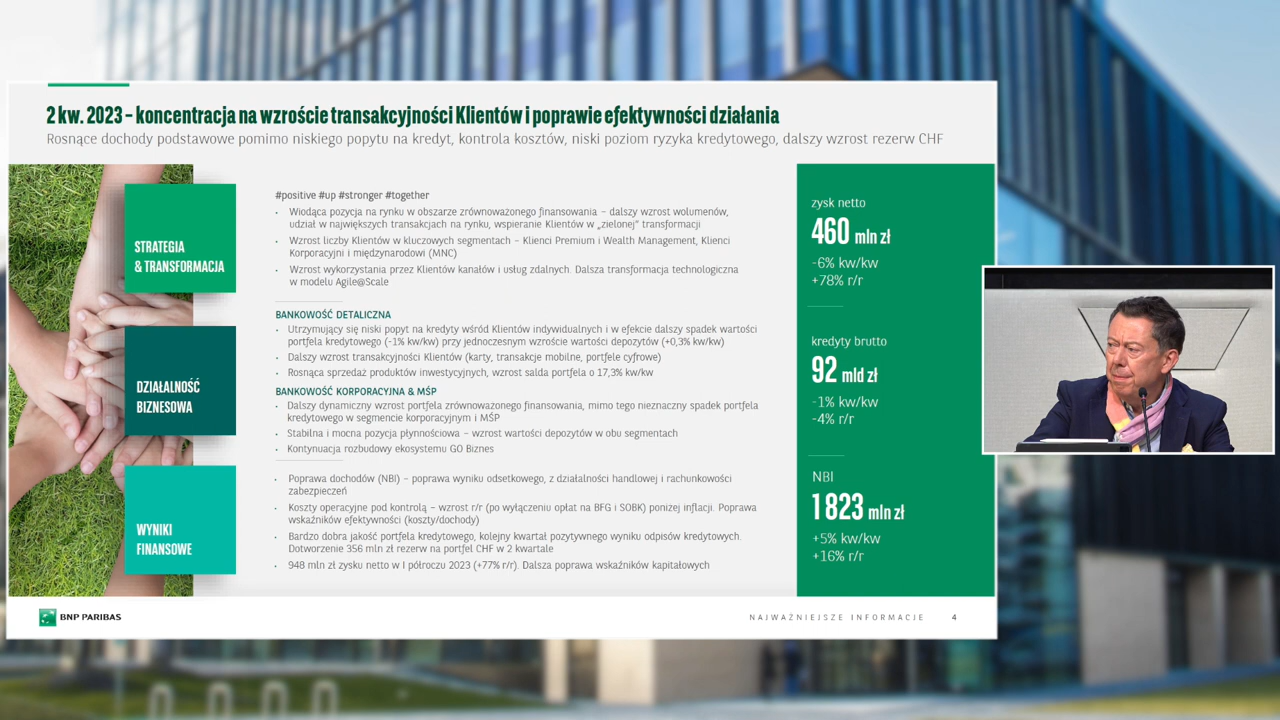 2 kw. 2023 – koncentracja na wzroście transakcyjności Klientów i poprawie efektywności działania
Rosnące dochody podstawowe pomimo niskiego popytu na kredyt, kontrola kosztów, niski poziom ryzyka kredytowego, dalszy wzrost rezerw CHF
STRATEGIA
& TRANSFORMACJA
#positive #up #stronger #together
• Wiodąca pozycja na rynku w obszarze zrównoważonego finansowania – dalszy wzrost wolumenów,
udział w największych transakcjach na rynku, wspieranie Klientów w „zielonej" transformacji
• Wzrost liczby Klientów w kluczowych segmentach – Klienci Premium i Wealth Management, Klienci
Korporacyjni i międzynarodowi (MNC)
• Wzrost wykorzystania przez Klientów kanałów i usług zdalnych. Dalsza transformacja technologiczna
w modelu Agile@Scale
DZIAŁALNOŚĆ
BIZNESOWA
BANKOWOŚĆ DETALICZNA
• Utrzymujący się niski popyt na kredyty wśród Klientów indywidualnych i w efekcie dalszy spadek wartości
portfela kredytowego (-1% kw/kw) przy jednoczesnym wzroście wartości depozytów (+0,3% kw/kw)
• Dalszy wzrost transakcyjności Klientów (karty, transakcje mobilne, portfele cyfrowe)
• Rosnąca sprzedaż produktów inwestycyjnych, wzrost salda portfela o 17,3% kw/kw
BANKOWOŚĆ KORPORACYJNA & MŚP
• Dalszy dynamiczny wzrost portfela zrównoważonego finansowania, mimo tego nieznaczny spadek portfela
kredytowego w segmencie korporacyjnym i MŚP
• Stabilna i mocna pozycja płynnościowa – wzrost wartości depozytów w obu segmentach
• Kontynuacja rozbudowy ekosystemu GO Biznes
WYNIKI
FINANSOWE
• Poprawa dochodów (NBI) – poprawa wyniku odsetkowego, z działalności handlowej i rachunkowości
zabezpieczeń
• Koszty operacyjne pod kontrolą – wzrost r/r (po wyłączeniu opłat na BFG i SOBK) poniżej inflacji. Poprawa
wskaźników efektywności (koszty/dochody)
• Bardzo dobra jakość portfela kredytowego, kolejny kwartał pozytywnego wyniku odpisów kredytowych.
Dotworzenie 356 mln zł rezerw na portfel CHF w 2 kwartale
• 948 mln zł zysku netto w I półroczu 2023 (+77% r/r). Dalsza poprawa wskaźników kapitałowych
zysk netto
460 mln zł
-6% kw/kw
+78% r/r
kredyty brutto
92 mld zł
-1% kw/kw
-4% r/r
NBI
1 823 mln zł
+5% kw/kw
+16% r/r
BNP PARIBAS
NAJWAŻNIEJSZE INFORMACJE 4